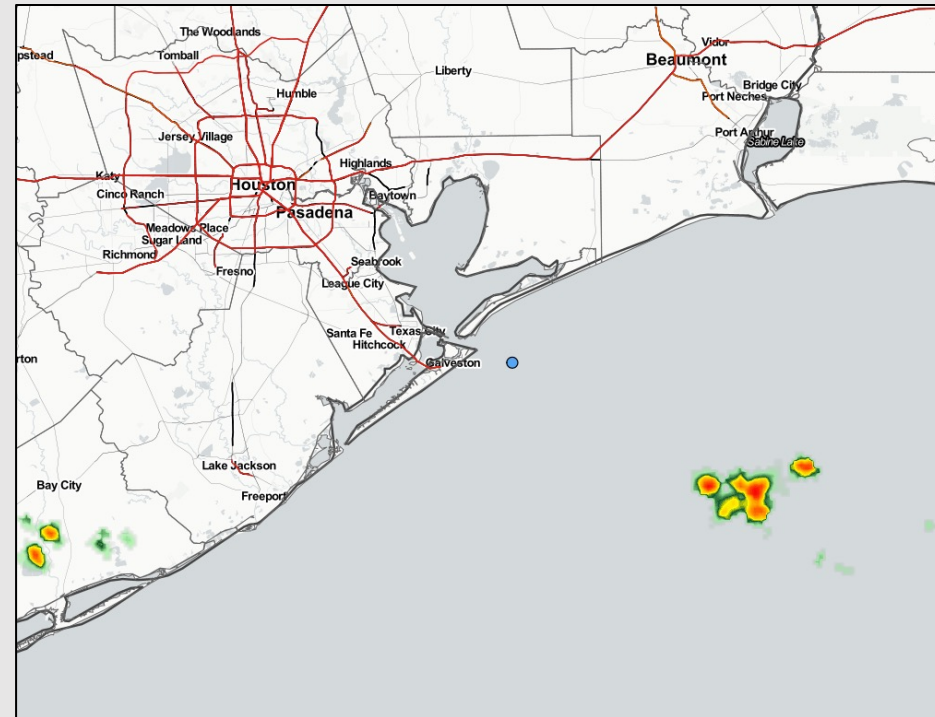 The Woodlands
Vidor
pstead
Tomball
Beaumont
Liberty
Bridge City
Humble
Port Neches
Jersey Village
Port Arthur
Sabine Lake
Highlands
Katy
Houston
Cinco Ranch
Baytown
Pasadena
Meadows Place
Sugar Land
Richmond
Seabrook
Fresno
League City
Santa Fe
Texas City
Hitchcock
rton
Galveston
Lake Jackson
Bay City
Freeport